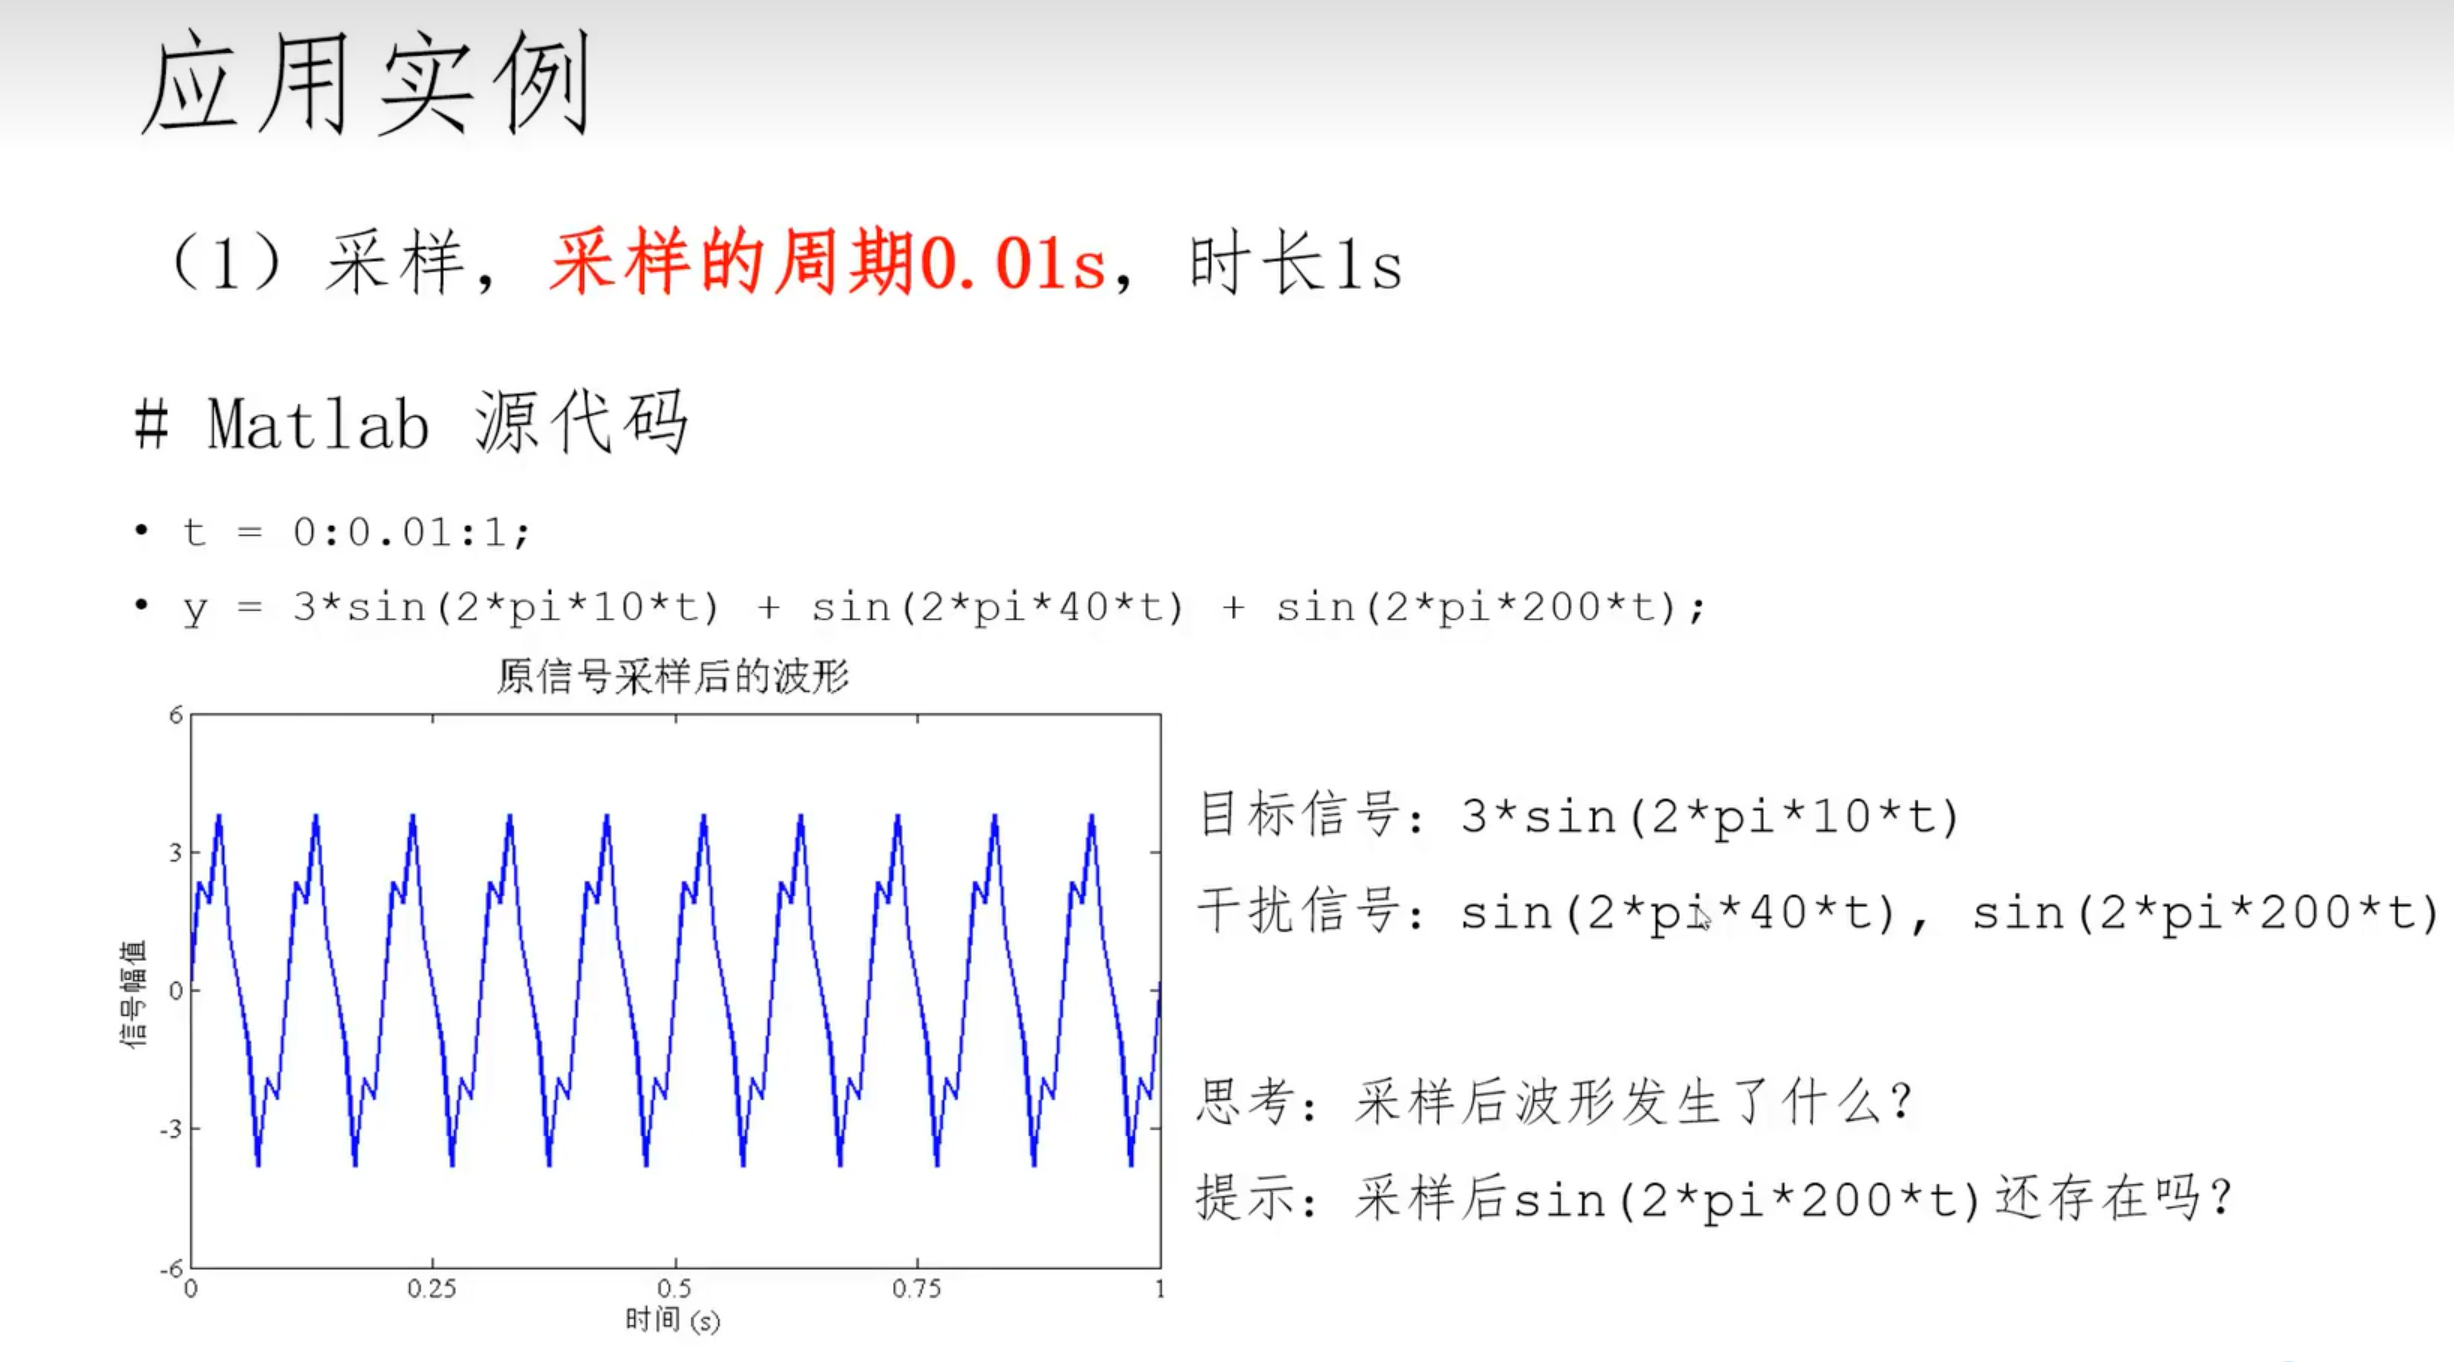 应用实例
（1）采样，采样的周期0.01s，时长1s
# Matlab 源代码
• t = 0:0.01:1;
• y = 3*sin(2*pi*10*t) + sin(2*pi*40*t) + sin(2*pi*200*t);
原信号采样后的波形
6
3
0
-3
-6
信号幅值
0 0.25 0.5 0.75 1
时间 (s)
目标信号：3*sin(2*pi*10*t)
干扰信号：sin(2*pi*40*t), sin(2*pi*200*t)
思考：采样后波形发生了什么?
提示：采样后sin(2*pi*200*t)还存在吗?